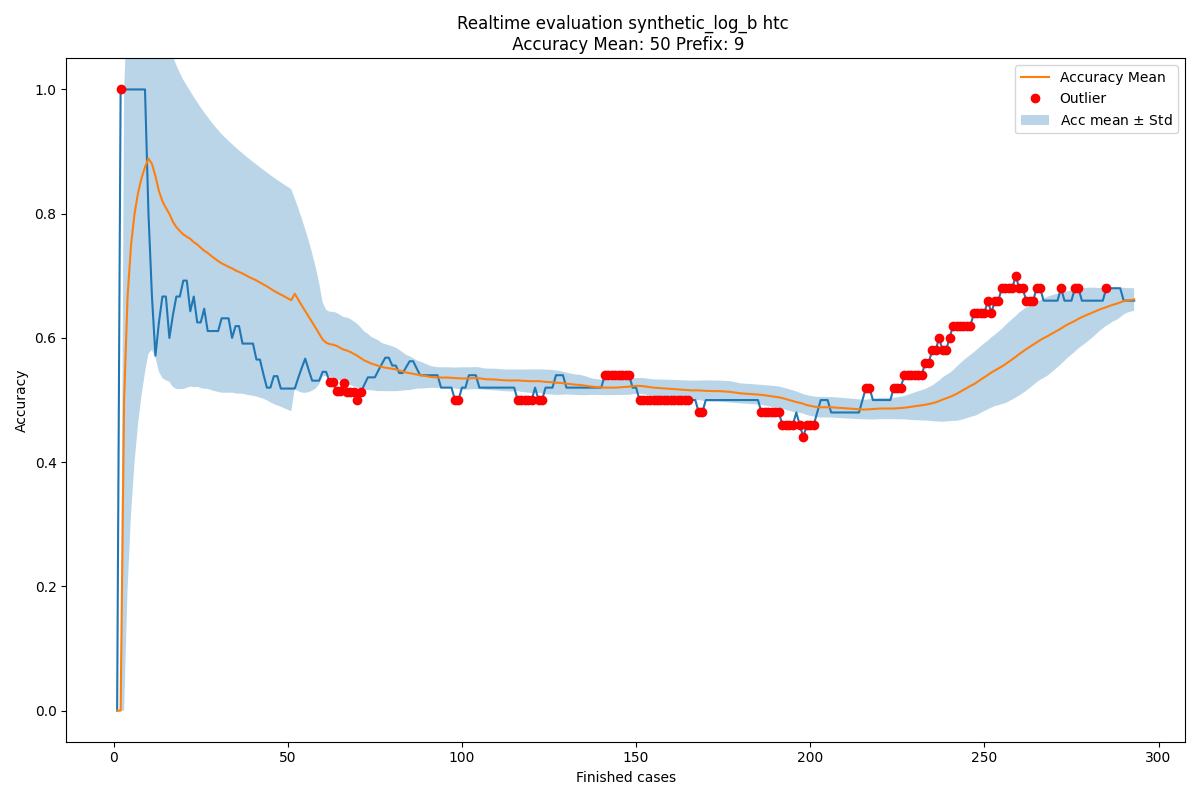 Realtime evaluation synthetic_log_b htc
Accuracy Mean: 50 Prefix: 9
Accuracy Mean
Outlier
Acc mean ± Std
Accuracy
1.0
0.8
0.6
0.4
0.2
0.0
0 50 100 150 200 250 300
Finished cases